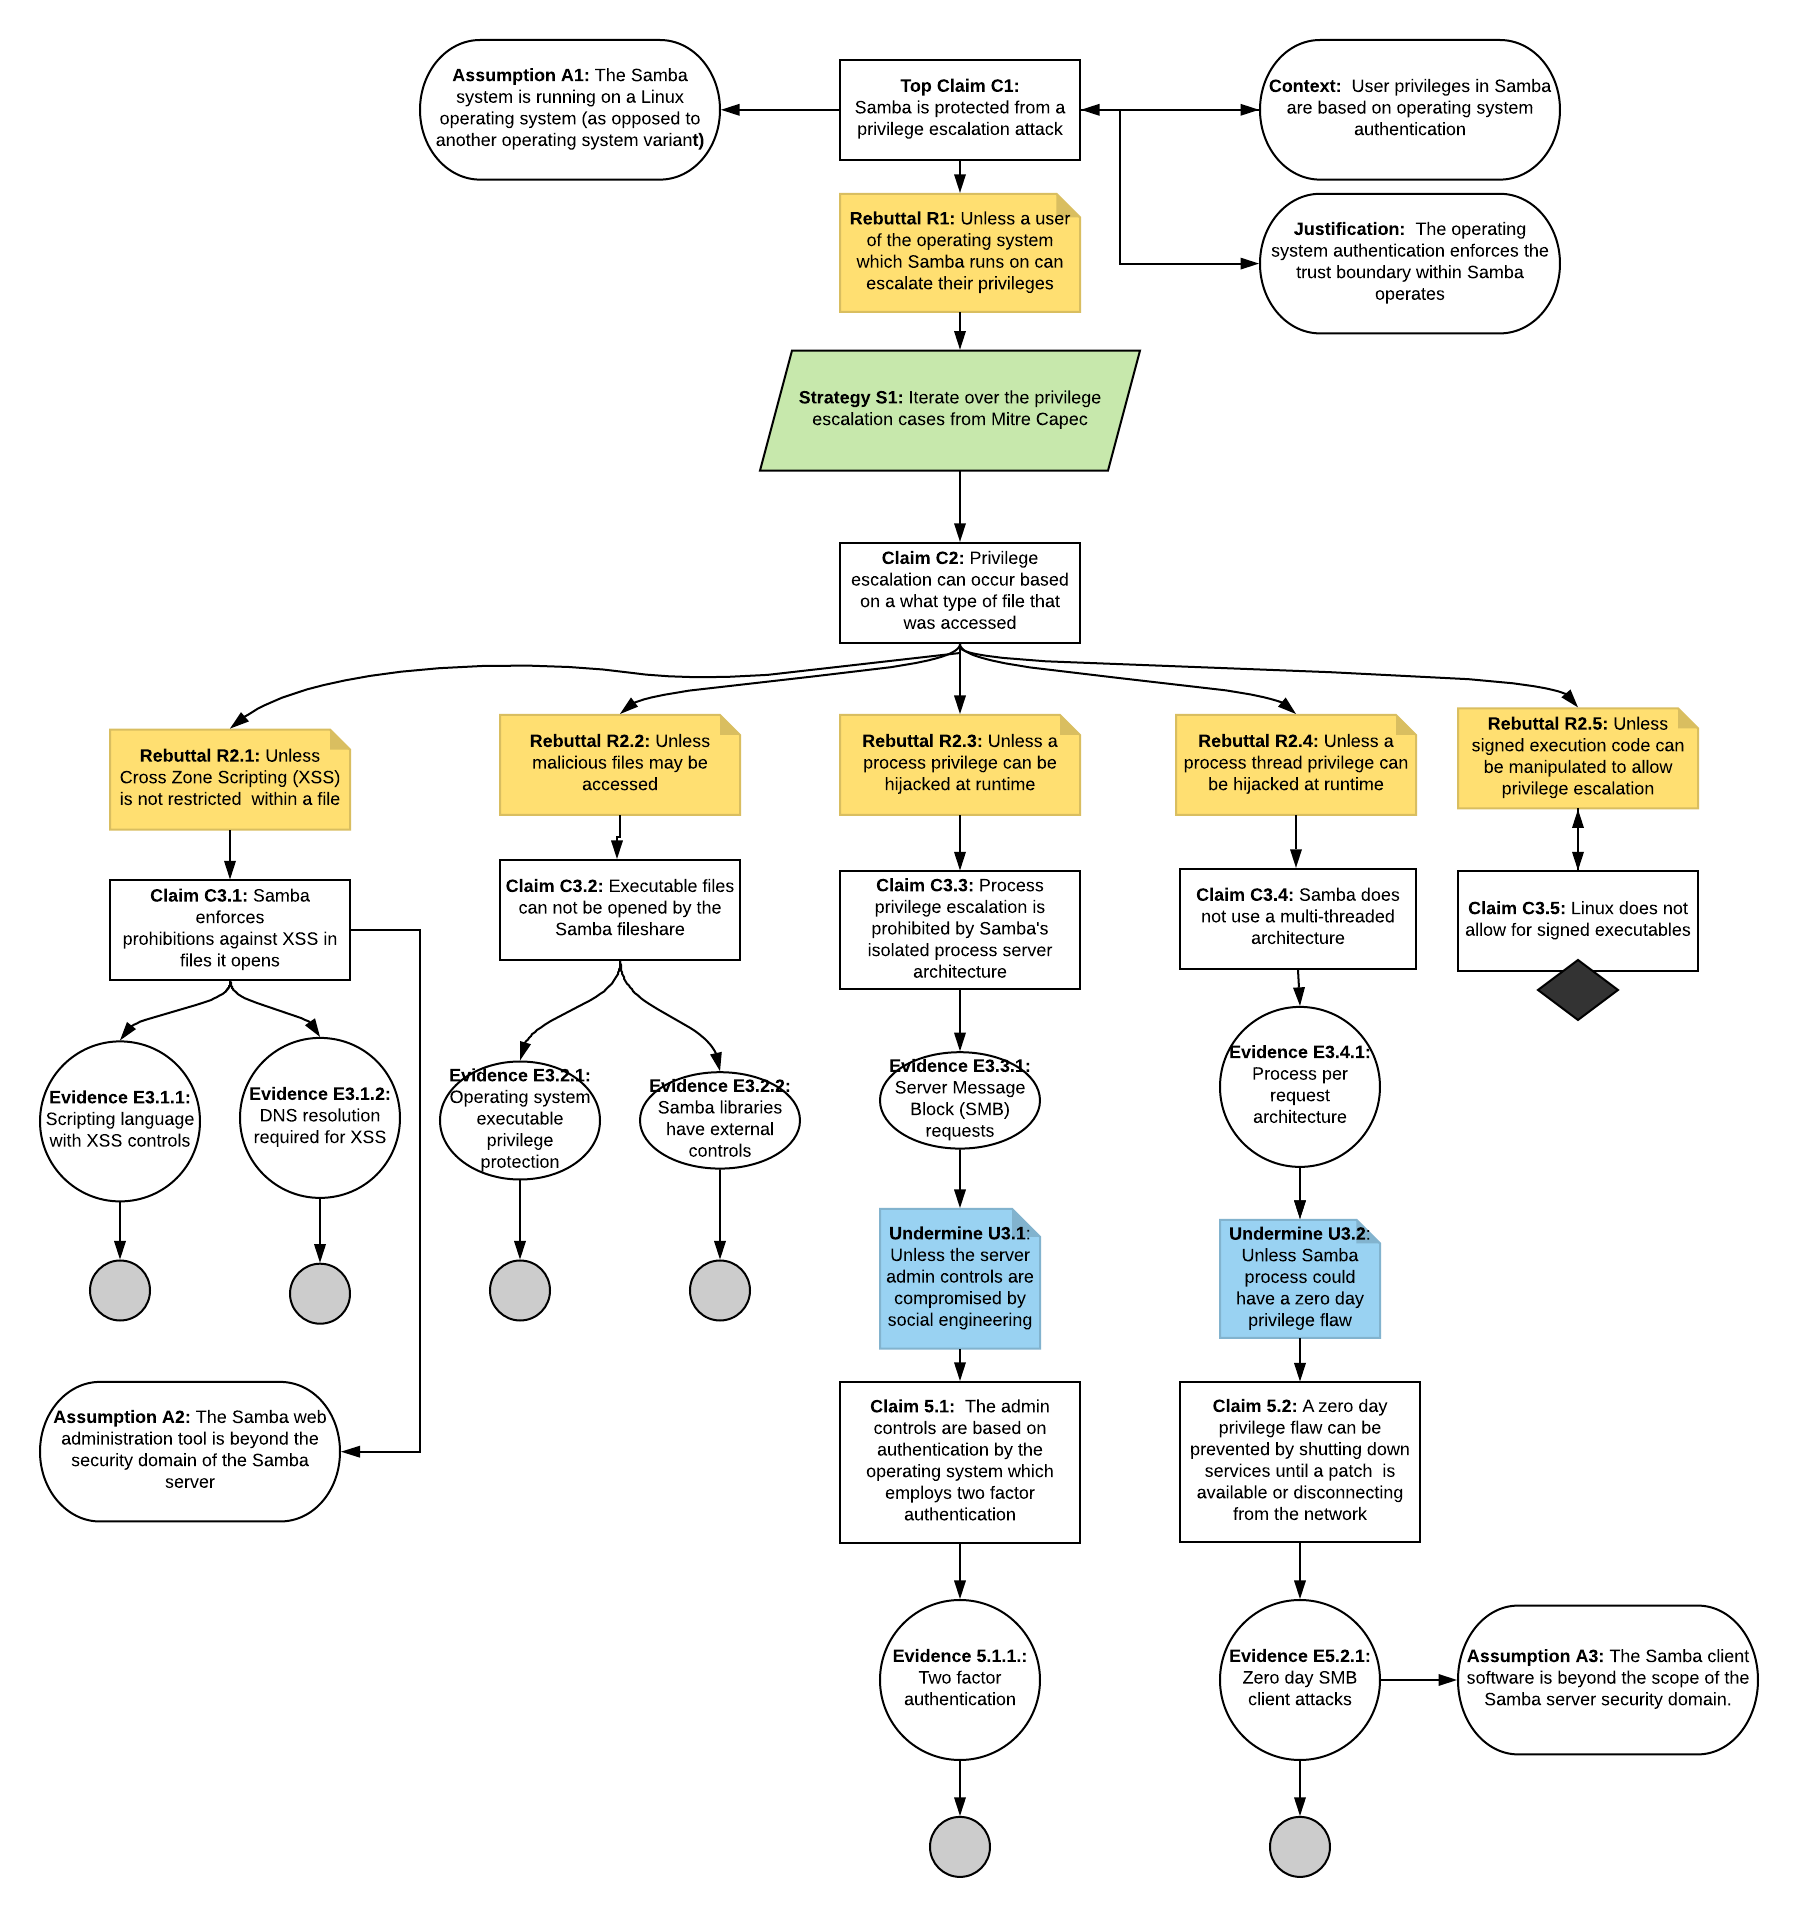 Assumption A1: The Samba
system is running on a Linux
operating system (as opposed to
another operating system variant)
Top Claim C1:
Samba is protected from a
privilege escalation attack
Context:  User privileges in Samba
are based on operating system
authentication
Rebuttal R1: Unless a user
of the operating system
which Samba runs on can
escalate their privileges
Justification:  The operating
system authentication enforces the
trust boundary within Samba
operates
Strategy S1: Iterate over the privilege
escalation cases from Mitre Capec
Claim C2: Privilege
escalation can occur based
on a what type of file that
was accessed
Rebuttal R2.1: Unless
Cross Zone Scripting (XSS)
is not restricted  within a file
Rebuttal R2.2: Unless
malicious files may be
accessed
Rebuttal R2.3: Unless a
process privilege can be
hijacked at runtime
Rebuttal R2.4: Unless a
process thread privilege can
be hijacked at runtime
Rebuttal R2.5: Unless
signed execution code can
be manipulated to allow
privilege escalation
Claim C3.1: Samba
enforces
prohibitions against XSS in
files it opens
Claim C3.2: Executable files
can not be opened by the
Samba fileshare
Claim C3.3: Process
privilege escalation is
prohibited by Samba's
isolated process server
architecture
Claim C3.4: Samba does
not use a multi-threaded
architecture
Claim C3.5: Linux does not
allow for signed executables
Evidence E3.1.1:
Scripting language
with XSS controls
Evidence E3.1.2:
DNS resolution
required for XSS
Evidence E3.2.1:
Operating system
executable
privilege
protection
Evidence E3.2.2:
Samba libraries
have external
controls
Evidence E3.3.1:
Server Message
Block (SMB)
requests
Evidence E3.4.1:
Process per
request
architecture
Undermine U3.1:
Unless the server
admin controls are
compromised by
social engineering
Undermine U3.2:
Unless Samba
process could
have a zero day
privilege flaw
Assumption A2: The Samba web
administration tool is beyond the
security domain of the Samba
server
Claim 5.1:  The admin
controls are based on
authentication by the
operating system which
employs two factor
authentication
Claim 5.2: A zero day
privilege flaw can be
prevented by shutting down
services until a patch  is
available or disconnecting
from the network
Evidence 5.1.1.:
Two factor
authentication
Evidence E5.2.1:
Zero day SMB
client attacks
Assumption A3: The Samba client
software is beyond the scope of the
Samba server security domain.